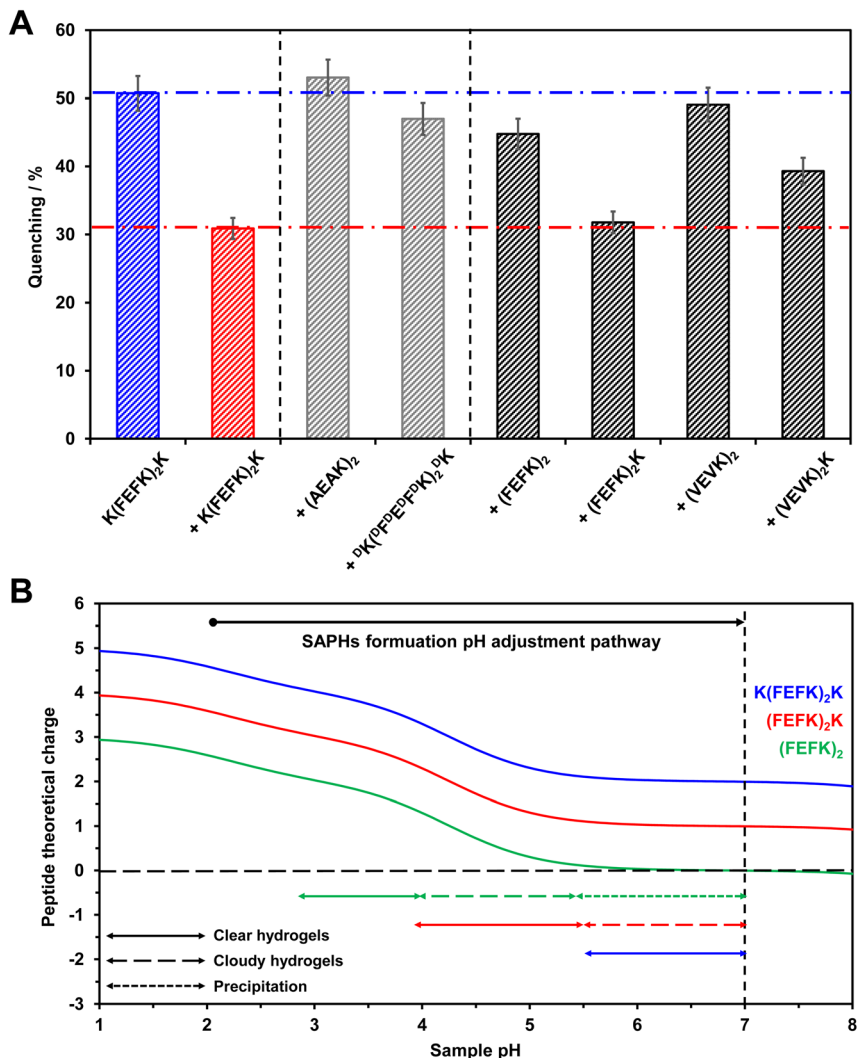 A
60
50
40
30
20
10
0
Quenching / %
K(FEFK)₂K
+ K(FEFK)₂K
+ (AEAK)₂
+ ᴰK(ᴰFᴰEᴰFᴰK)₂ᴰK
+ (FEFK)₂
+ (FEFK)₂K
+ (VEVK)₂
+ (VEVK)₂K
B
6
5
4
3
2
1
0
-1
-2
-3
Peptide theoretical charge
SAPHs formuation pH adjustment pathway
K(FEFK)₂K
(FEFK)₂K
(FEFK)₂
Clear hydrogels
Cloudy hydrogels
Precipitation
1 2 3 4 5 6 7 8
Sample pH